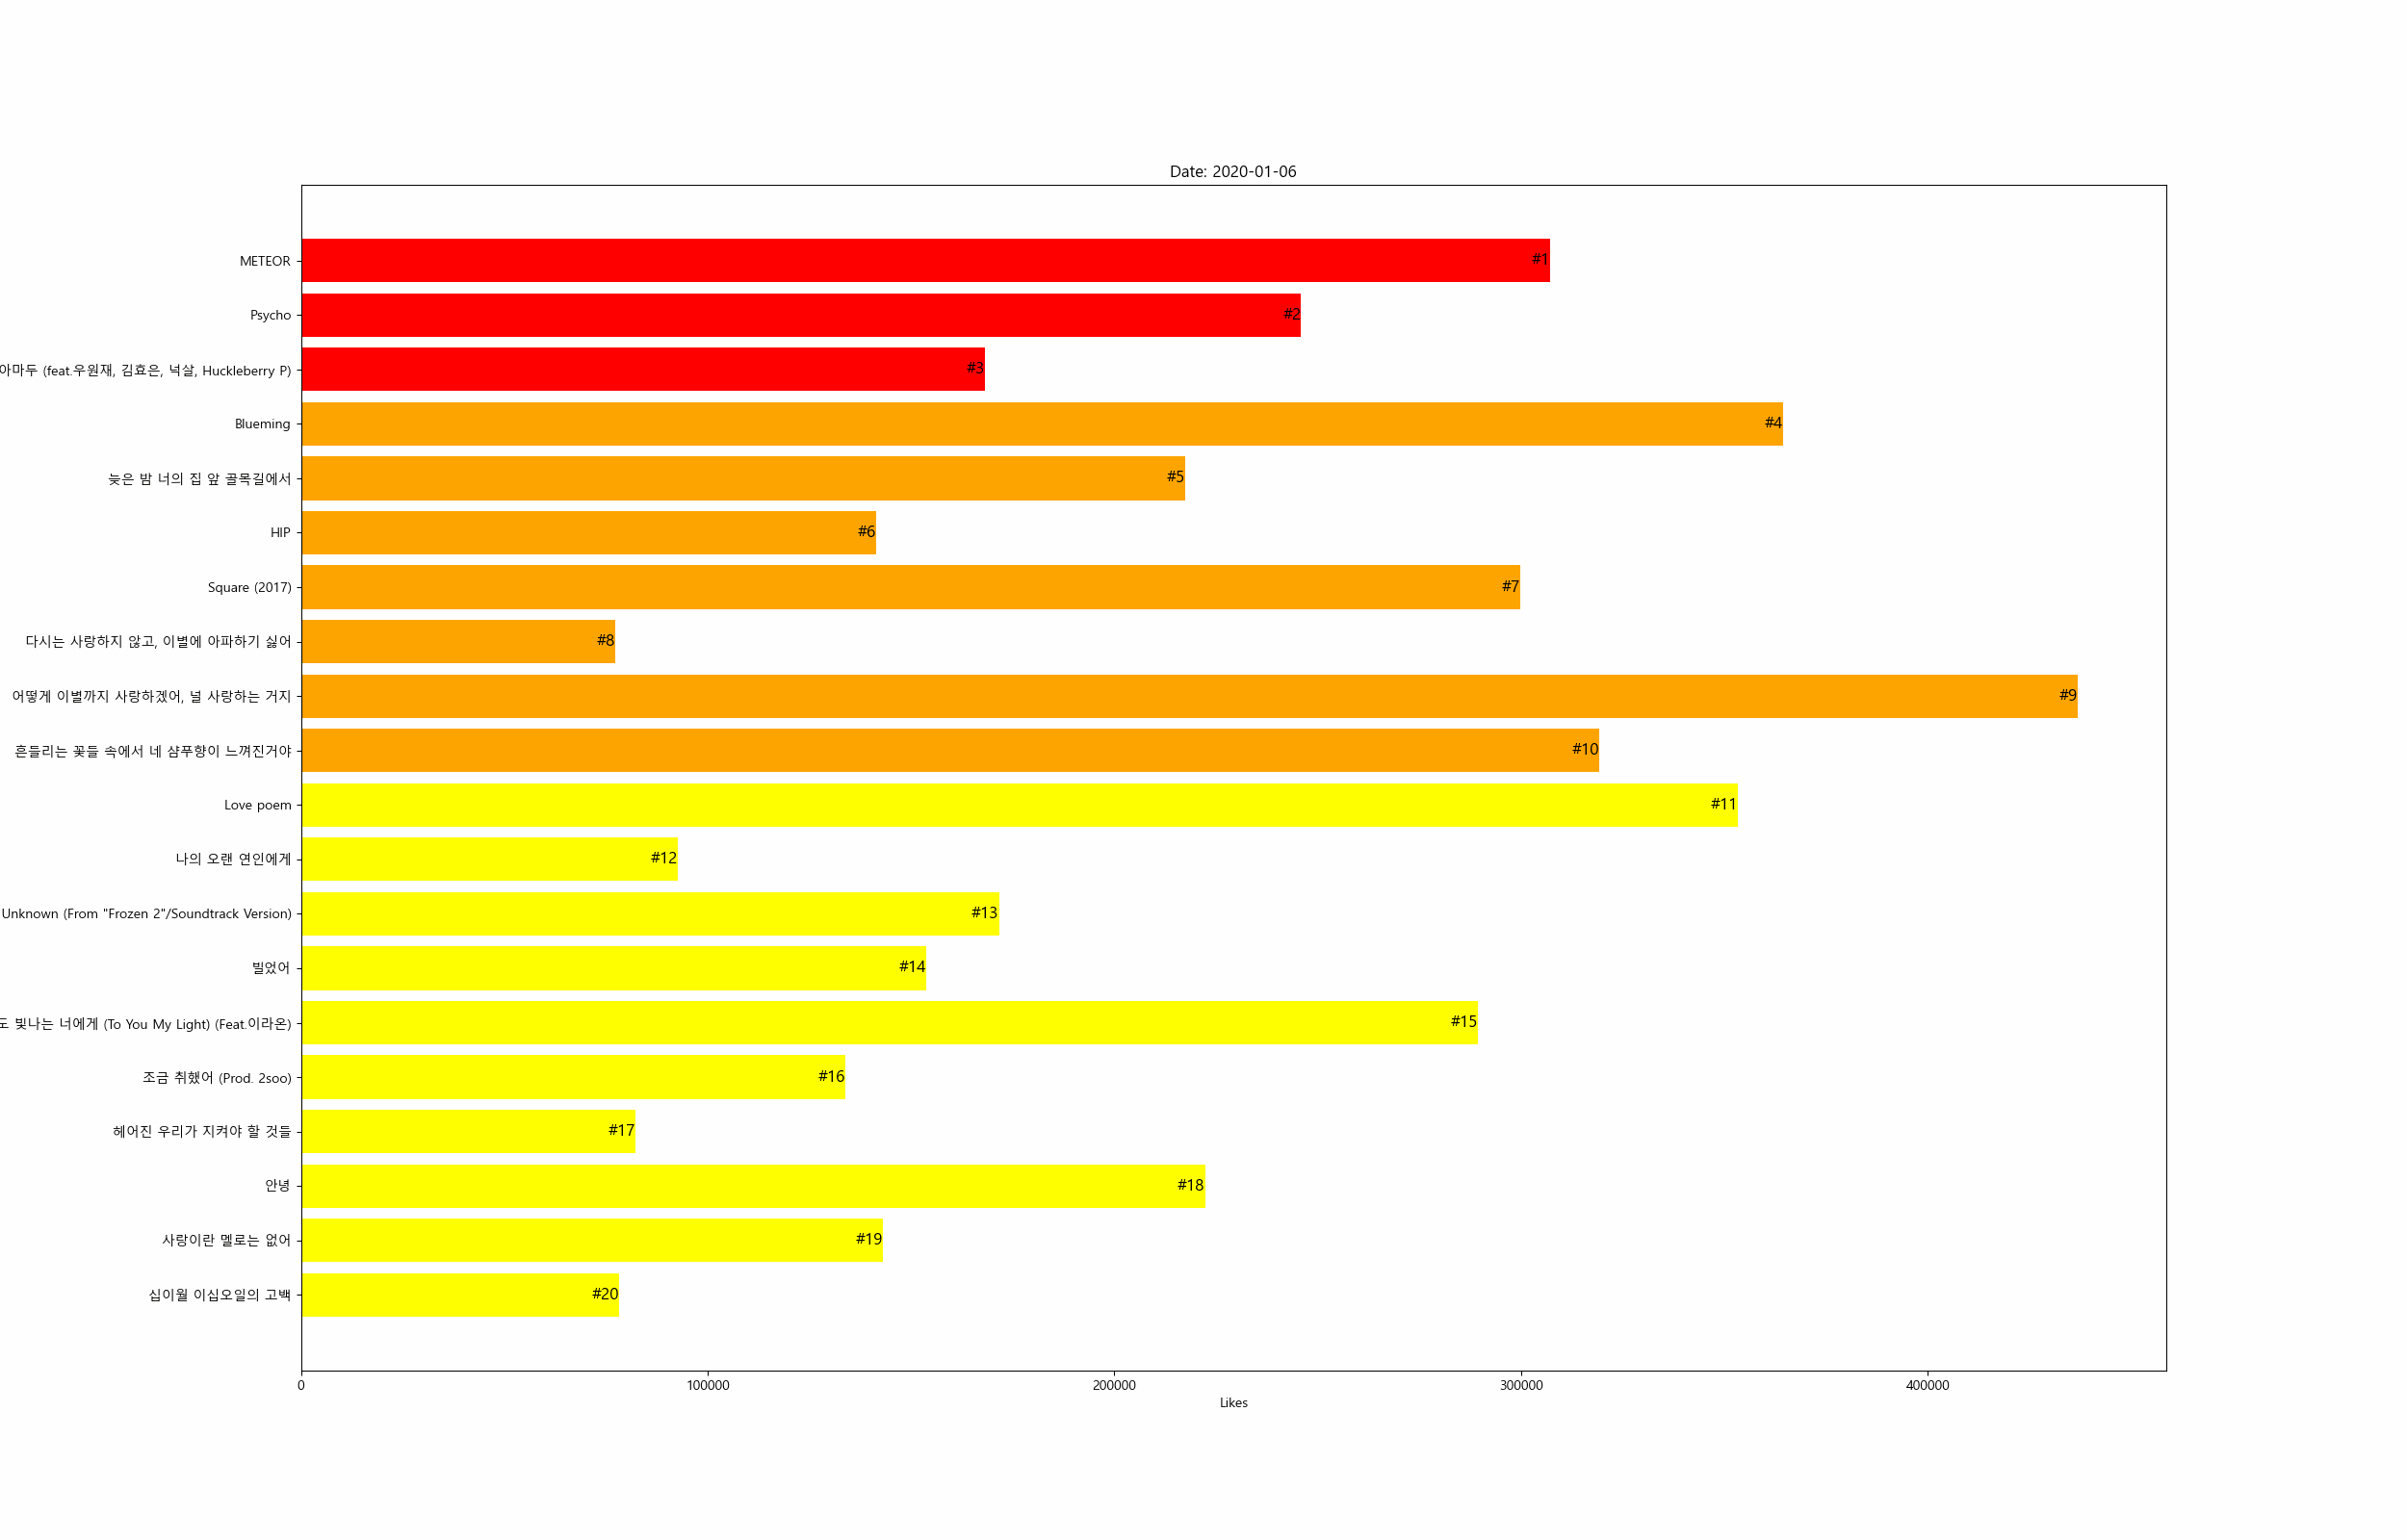 Date: 2020-01-06
METEOR #1
Psycho #2
아마두 (feat.우원재, 김효은, 넉살, Huckleberry P) #3
Blueming #4
늦은 밤 너의 집 앞 골목길에서 #5
HIP #6
Square (2017) #7
다시는 사랑하지 않고, 이별에 아파하기 싫어 #8
어떻게 이별까지 사랑하겠어, 널 사랑하는 거지 #9
흔들리는 꽃들 속에서 네 샴푸향이 느껴진거야 #10
Love poem #11
나의 오랜 연인에게 #12
Unknown (From "Frozen 2"/Soundtrack Version) #13
빌었어 #14
빛나는 너에게 (To You My Light) (Feat.이라온) #15
조금 취했어 (Prod. 2soo) #16
헤어진 우리가 지켜야 할 것들 #17
안녕 #18
사랑이란 멜로는 없어 #19
십이월 이십오일의 고백 #20
0 100000 200000 300000 400000
Likes